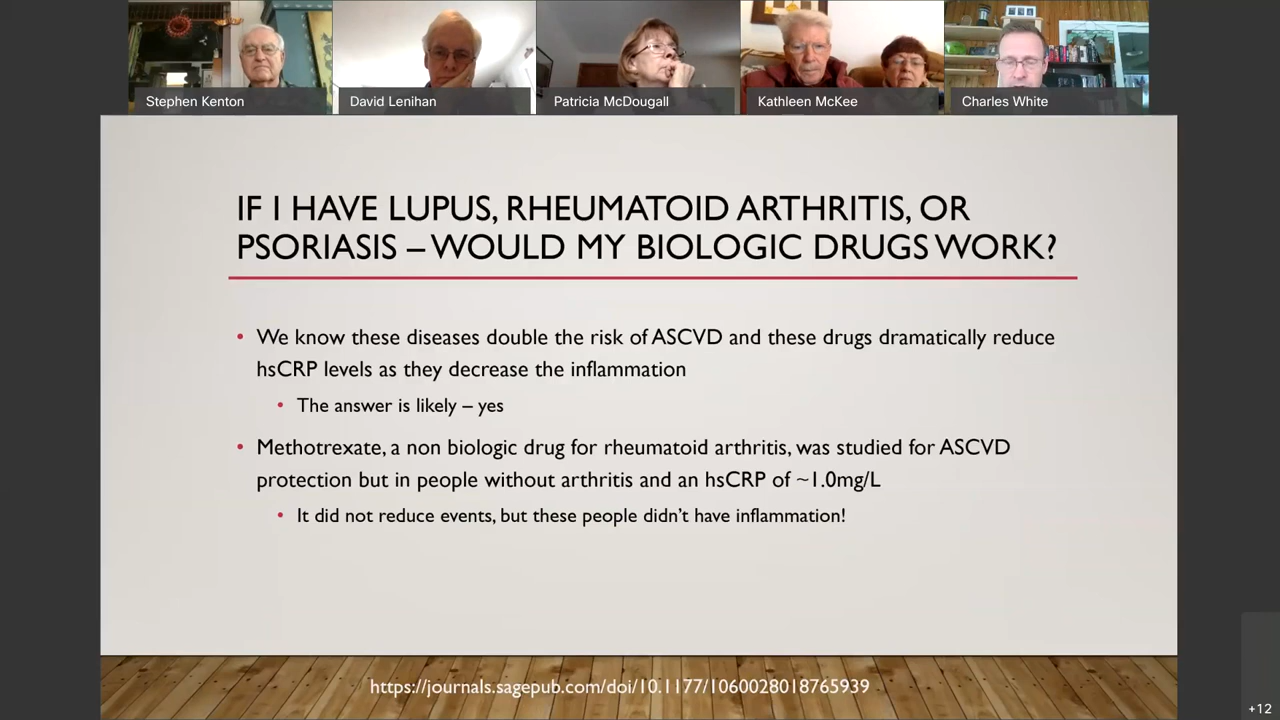 Stephen Kenton
David Lenihan
Patricia McDougall
Kathleen McKee
Charles White
IF I HAVE LUPUS, RHEUMATOID ARTHRITIS, OR
PSORIASIS – WOULD MY BIOLOGIC DRUGS WORK?
• We know these diseases double the risk of ASCVD and these drugs dramatically reduce
hsCRP levels as they decrease the inflammation
• The answer is likely – yes
• Methotrexate, a non biologic drug for rheumatoid arthritis, was studied for ASCVD
protection but in people without arthritis and an hsCRP of ~1.0mg/L
• It did not reduce events, but these people didn't have inflammation!
https://journals.sagepub.com/doi/10.1177/1060028018765939
+12